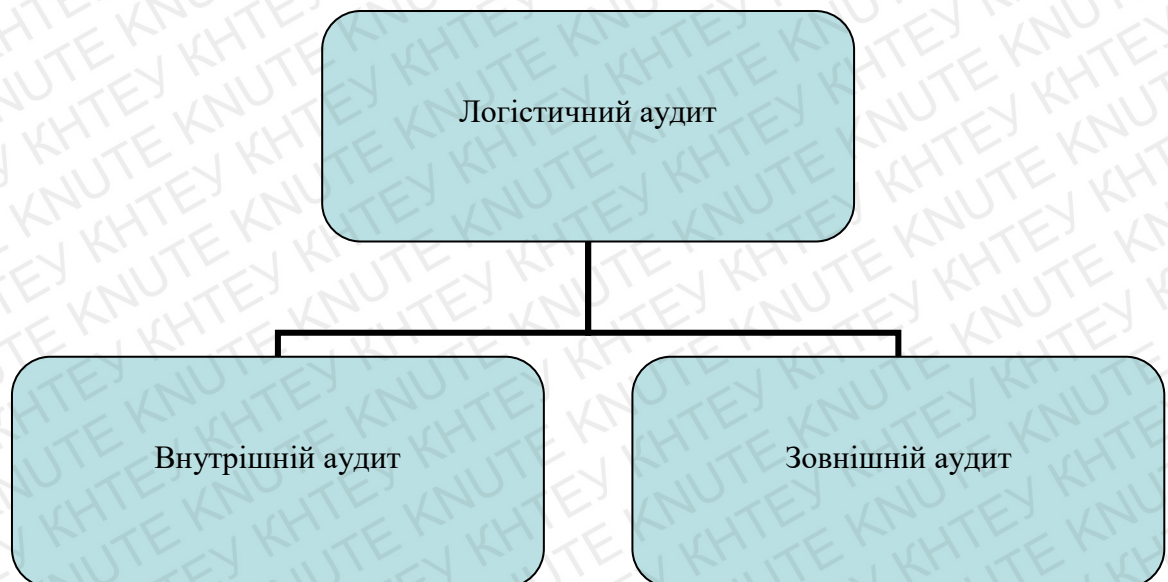 Логістичний аудит
Внутрішній аудит
Зовнішній аудит